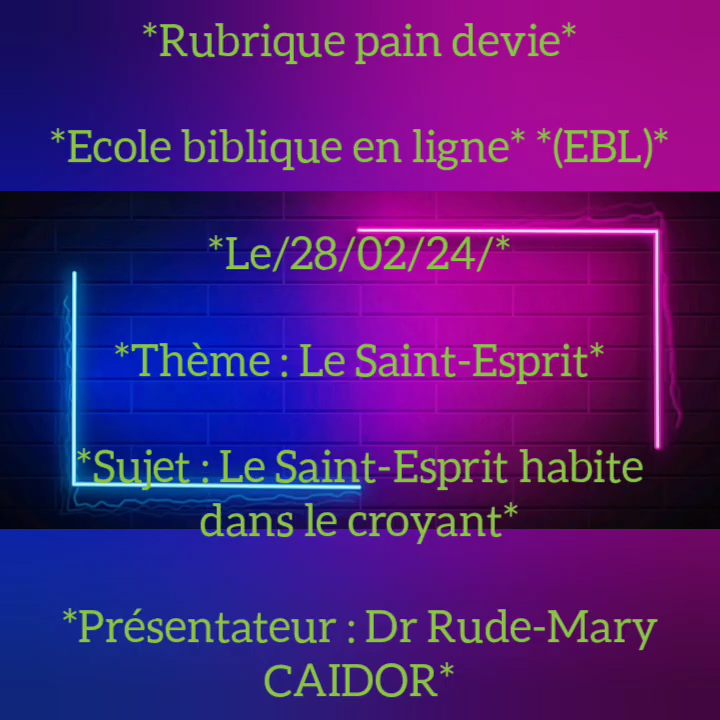 *Rubrique pain devie*
*Ecole biblique en ligne* *(EBL)*
*Le/28/02/24/*
*Thème : Le Saint-Esprit*
*Sujet : Le Saint-Esprit habite
dans le croyant*
*Présentateur : Dr Rude-Mary
CAIDOR*